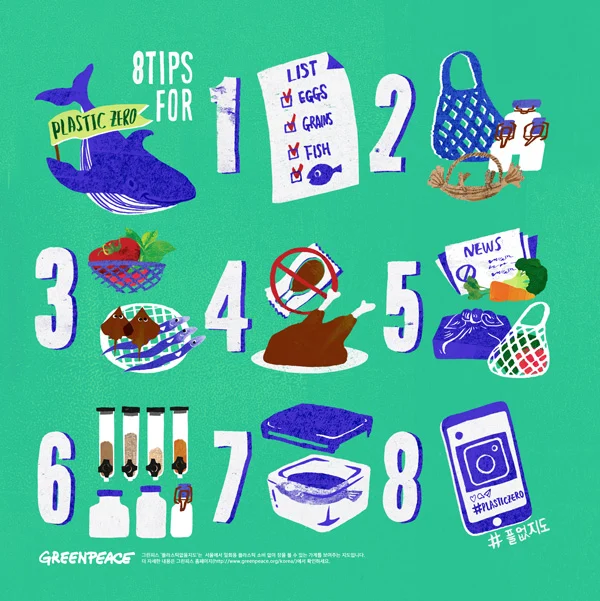 8TIPS
FOR
PLASTIC ZERO
1
LIST
EGGS
GRAINS
FISH
2
3
4
5
NEWS
6
7
8
#PLASTICZERO
#플없지도
GREENPEACE
그린피스 '플라스틱없을지도'는 서울에서 일회용 플라스틱 소비 없이 장을 볼 수 있는 가게를 보여주는 지도입니다.
더 자세한 내용은 그린피스 홈페이지(http://www.greenpeace.org/korea/)에서 확인하세요.